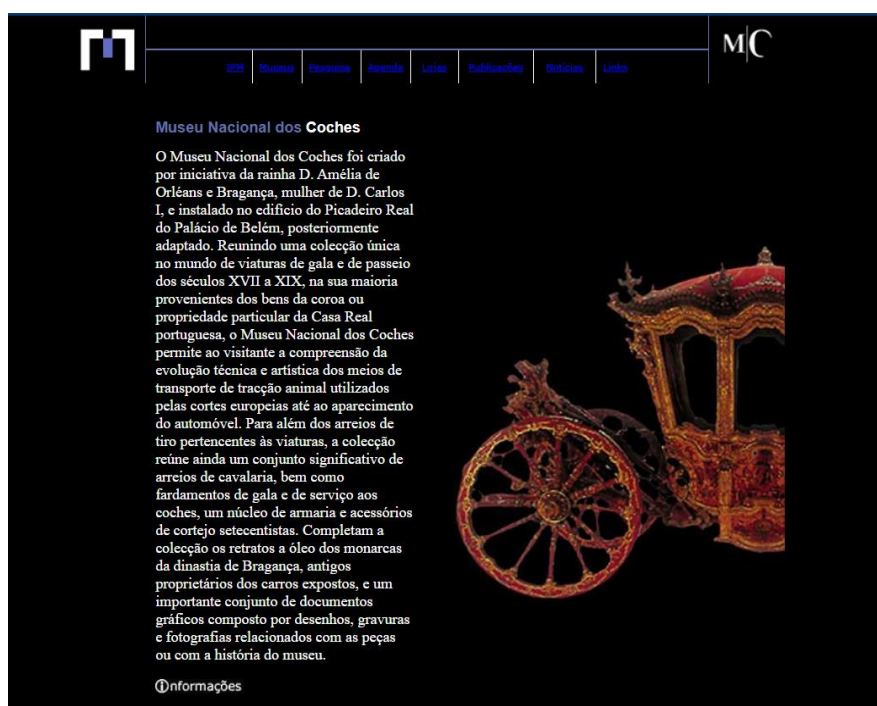 M|C
IPM
Museus
Pesquisa
Agenda
Lojas
Publicações
Notícias
Links
Museu Nacional dos Coches
O Museu Nacional dos Coches foi criado
por iniciativa da rainha D. Amélia de
Orléans e Bragança, mulher de D. Carlos
I, e instalado no edifício do Picadeiro Real
do Palácio de Belém, posteriormente
adaptado. Reunindo uma colecção única
no mundo de viaturas de gala e de passeio
dos séculos XVII a XIX, na sua maioria
provenientes dos bens da coroa ou
propriedade particular da Casa Real
portuguesa, o Museu Nacional dos Coches
permite ao visitante a compreensão da
evolução técnica e artística dos meios de
transporte de tracção animal utilizados
pelas cortes europeias até ao aparecimento
do automóvel. Para além dos arreios de
tiro pertencentes às viaturas, a colecção
reúne ainda um conjunto significativo de
arreios de cavalaria, bem como
fardamentos de gala e de serviço aos
coches, um núcleo de armaria e acessórios
de cortejo setecentistas. Completam a
colecção os retratos a óleo dos monarcas
da dinastia de Bragança, antigos
proprietários dos carros expostos, e um
importante conjunto de documentos
gráficos composto por desenhos, gravuras
e fotografias relacionados com as peças
ou com a história do museu.
informações